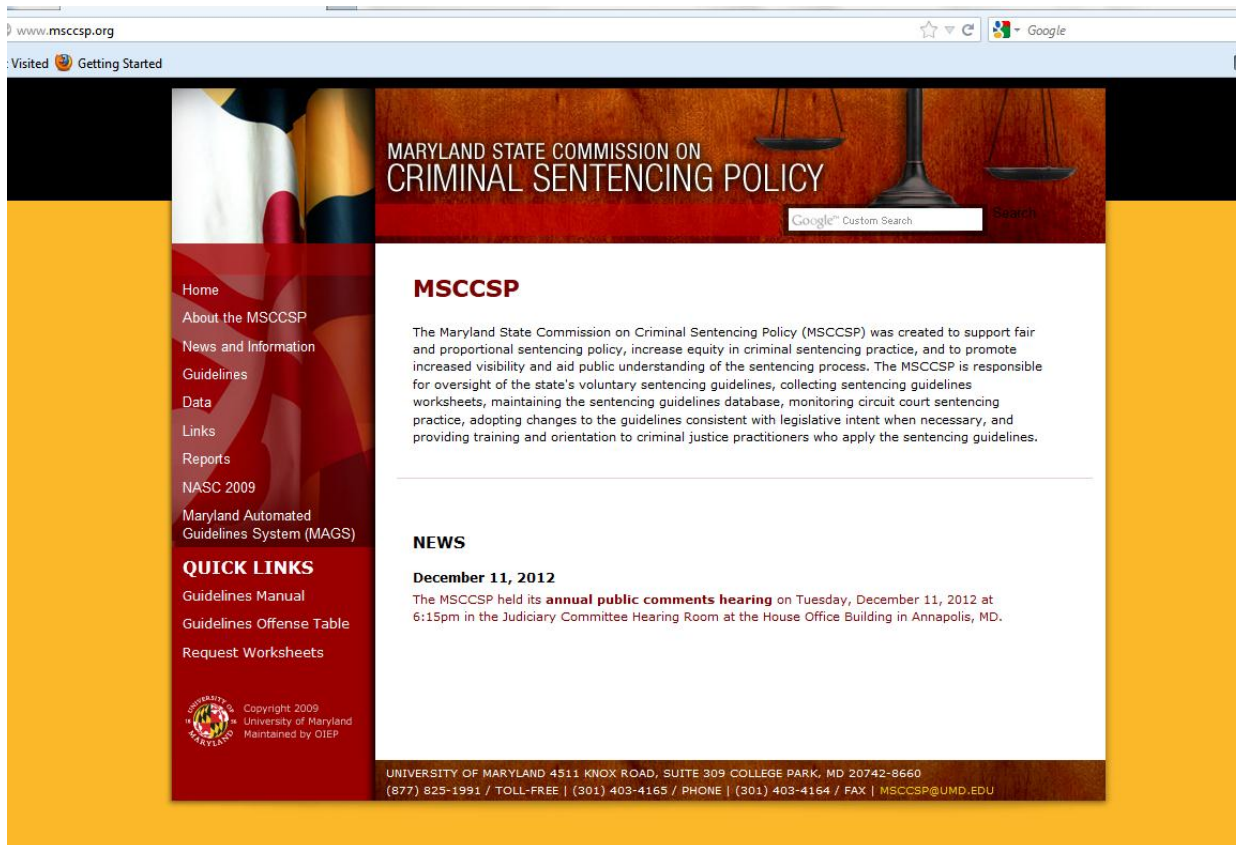 www.msccsp.org
Google
Visited Getting Started
MARYLAND STATE COMMISSION ON
CRIMINAL SENTENCING POLICY
Google™ Custom Search
Search
Home
About the MSCCSP
News and Information
Guidelines
Data
Links
Reports
NASC 2009
Maryland Automated
Guidelines System (MAGS)
QUICK LINKS
Guidelines Manual
Guidelines Offense Table
Request Worksheets
UNIVERSITY OF
18 56
MARYLAND
Copyright 2009
University of Maryland
Maintained by OIEP
MSCCSP
The Maryland State Commission on Criminal Sentencing Policy (MSCCSP) was created to support fair
and proportional sentencing policy, increase equity in criminal sentencing practice, and to promote
increased visibility and aid public understanding of the sentencing process. The MSCCSP is responsible
for oversight of the state's voluntary sentencing guidelines, collecting sentencing guidelines
worksheets, maintaining the sentencing guidelines database, monitoring circuit court sentencing
practice, adopting changes to the guidelines consistent with legislative intent when necessary, and
providing training and orientation to criminal justice practitioners who apply the sentencing guidelines.
NEWS
December 11, 2012
The MSCCSP held its annual public comments hearing on Tuesday, December 11, 2012 at
6:15pm in the Judiciary Committee Hearing Room at the House Office Building in Annapolis, MD.
UNIVERSITY OF MARYLAND 4511 KNOX ROAD, SUITE 309 COLLEGE PARK, MD 20742-8660
(877) 825-1991 / TOLL-FREE | (301) 403-4165 / PHONE | (301) 403-4164 / FAX | MSCCSP@UMD.EDU